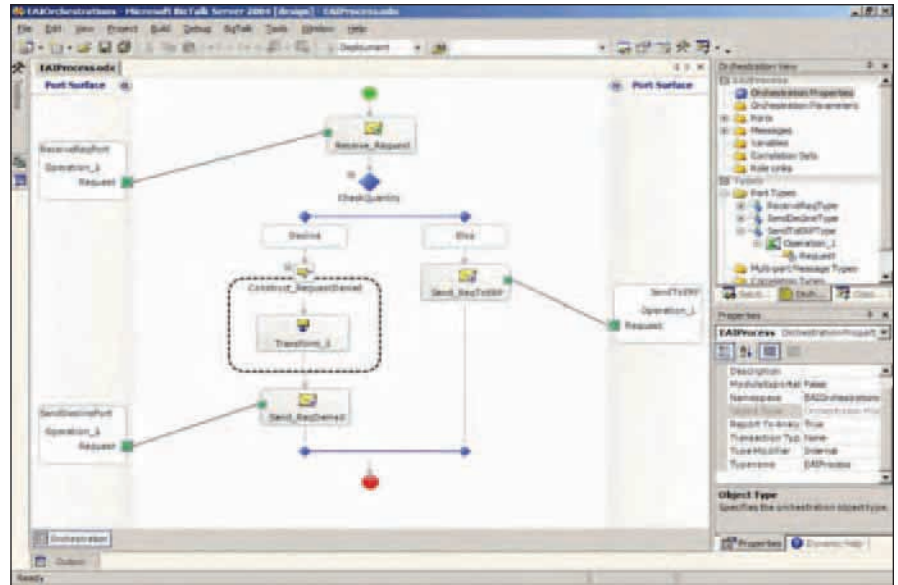 EAIOrchestrations - Microsoft BizTalk Server 2004 [design] - EAIProcess.odx
File Edit View Project Build Debug BizTalk Tools Window Help
Deployment
EAIProcess.odx
Port Surface
Port Surface
ReceiveReqPort
Operation_1
Request
Receive_Request
CheckQuantity
Decline
Else
Construct_RequestDenied
Transform_1
Send_ReqToERP
SendToERP
Operation_1
Request
SendDeclinePort
Operation_1
Request
Send_ReqDenied
Orchestration
Output
Ready
Toolbox
Orchestration View
EAIProcess
Orchestration Properties
Orchestration Parameters
Ports
Messages
Variables
Correlation Sets
Role Links
Types
Port Types
ReceiveReqType
SendDeclineType
SendToERPType
Operation_1
Request
Multi-part Message Types
Correlation Types
Properties
EAIProcess
Description
False
Namespace EAIOrchestrations
Object Type
Report To Analyst True
Transaction Typ None
Type Modifier Internal
Typename EAIProcess
Object Type
Specifies the orchestration object type.
Properties Dynamic Help